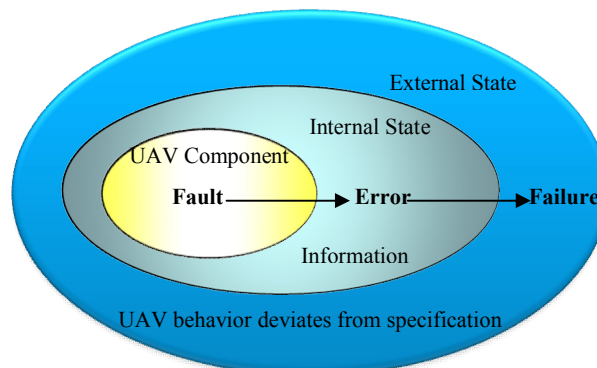 External State
Internal State
UAV Component
Fault Error Failure
Information
UAV behavior deviates from specification